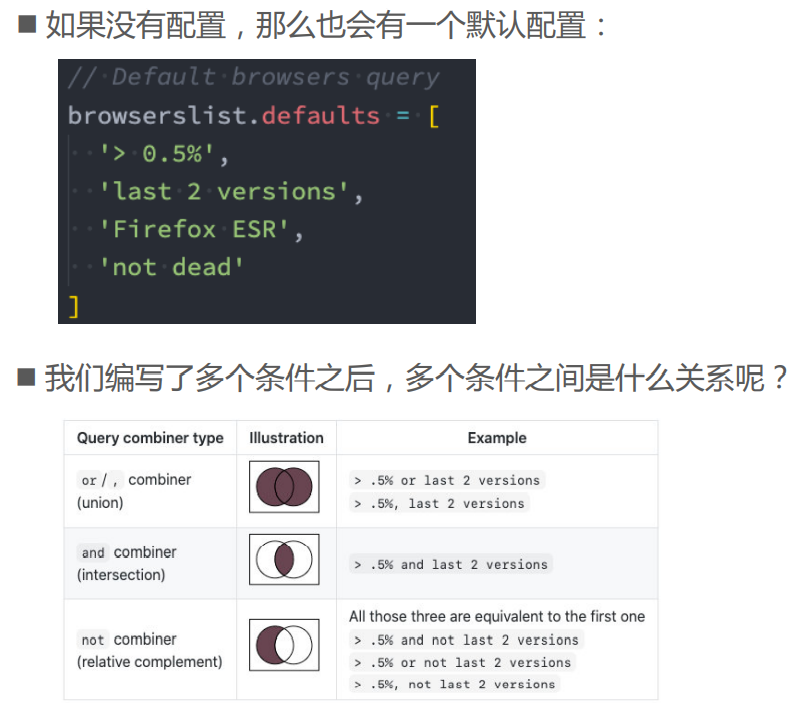 ■ 如果没有配置，那么也会有一个默认配置：
// Default browsers query
browserslist.defaults = [
'> 0.5%',
'last 2 versions',
'Firefox ESR',
'not dead'
]
■ 我们编写了多个条件之后，多个条件之间是什么关系呢？
Query combiner type Illustration Example
or / , combiner
(union)
> .5% or last 2 versions
> .5%, last 2 versions
and combiner
(intersection)
> .5% and last 2 versions
not combiner
(relative complement)
All those three are equivalent to the first one
> .5% and not last 2 versions
> .5% or not last 2 versions
> .5%, not last 2 versions